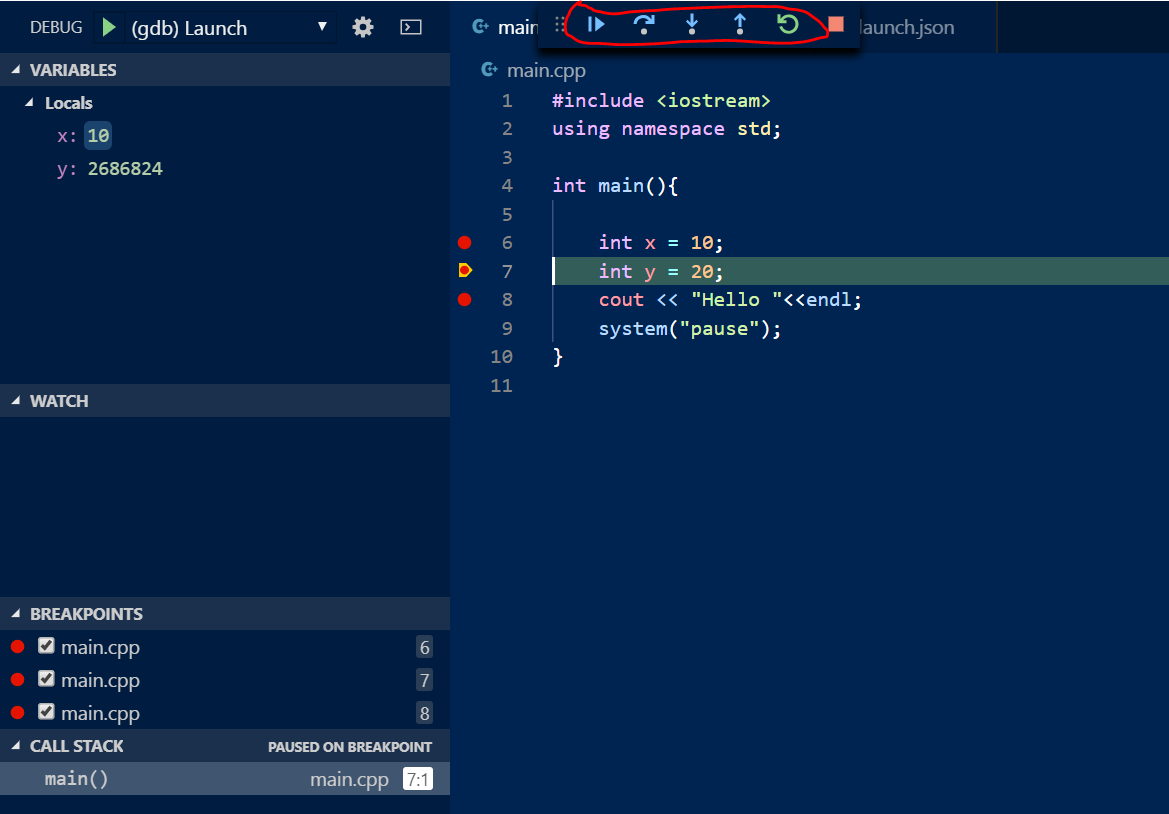 DEBUG (gdb) Launch
VARIABLES
Locals
x: 10
y: 2686824
WATCH
BREAKPOINTS
main.cpp 6
main.cpp 7
main.cpp 8
CALL STACK PAUSED ON BREAKPOINT
main() main.cpp 7:1
main launch.json
main.cpp
1 #include <iostream>
2 using namespace std;
3
4 int main(){
5
6 int x = 10;
7 int y = 20;
8 cout << "Hello "<<endl;
9 system("pause");
10 }
11